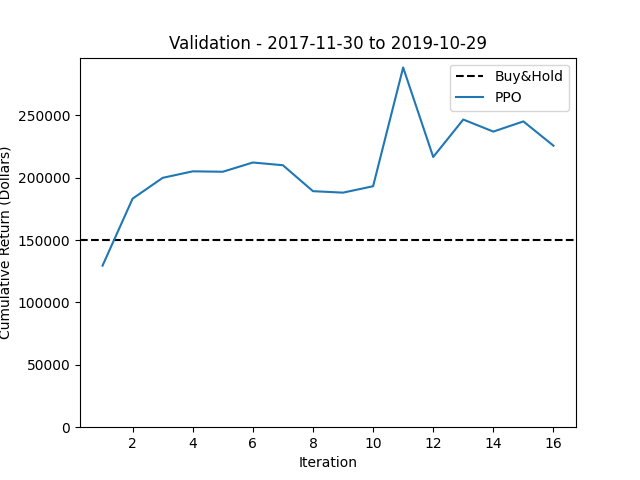 Validation - 2017-11-30 to 2019-10-29
Buy&Hold
PPO
Cumulative Return (Dollars)
250000
200000
150000
100000
50000
0
2 4 6 8 10 12 14 16
Iteration